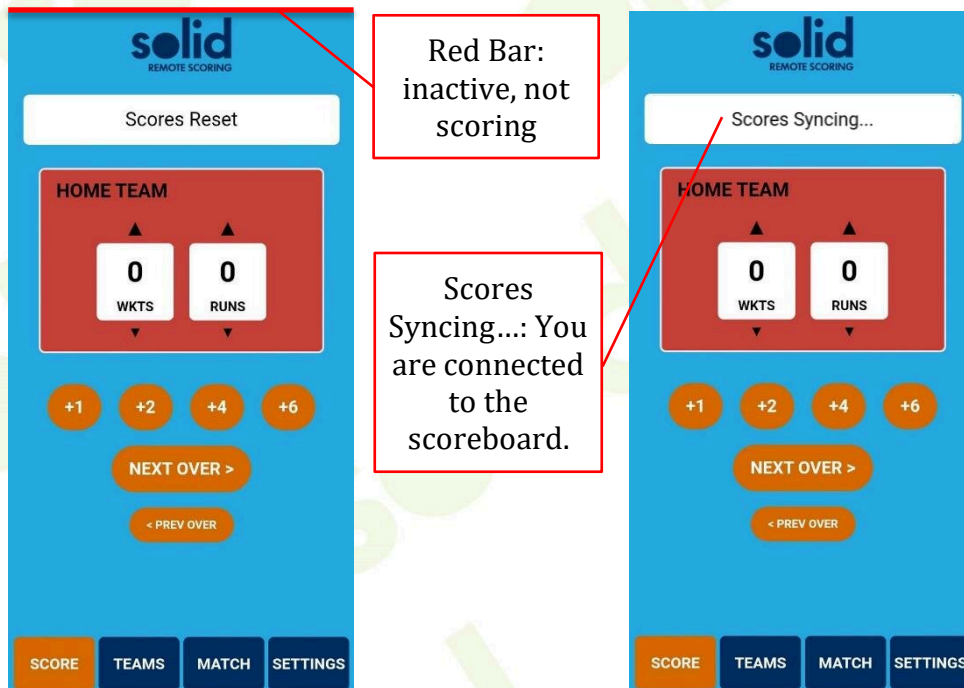 solid
REMOTE SCORING
Scores Reset
HOME TEAM
▲ ▲
0 0
WKTS RUNS
▼ ▼
+1 +2 +4 +6
NEXT OVER >
< PREV OVER
SCORE TEAMS MATCH SETTINGS
Red Bar:
inactive, not
scoring
Scores
Syncing...: You
are connected
to the
scoreboard.
solid
REMOTE SCORING
Scores Syncing...
HOME TEAM
▲ ▲
0 0
WKTS RUNS
▼ ▼
+1 +2 +4 +6
NEXT OVER >
< PREV OVER
SCORE TEAMS MATCH SETTINGS